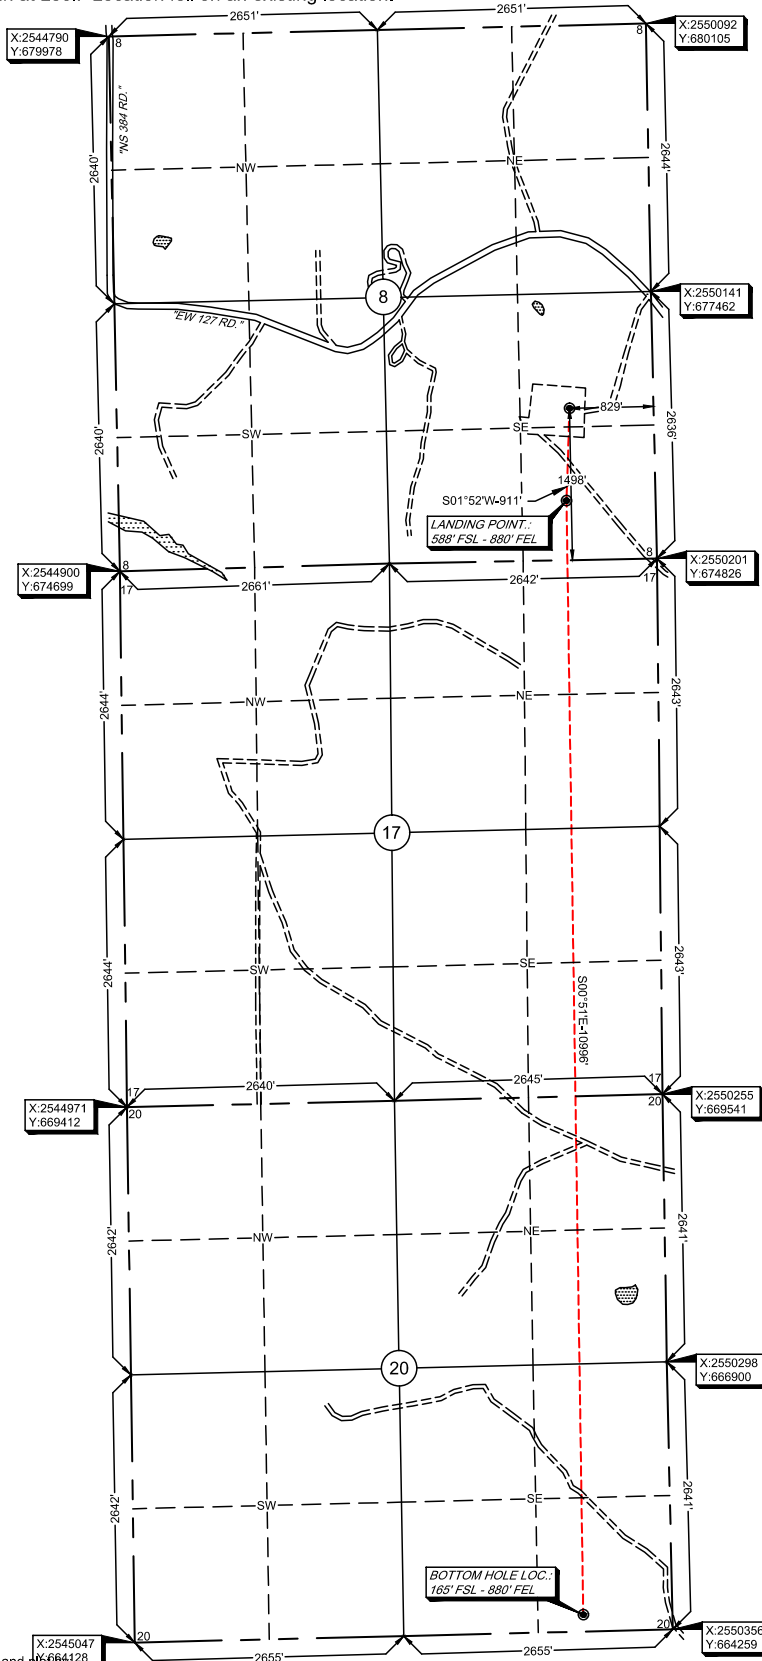 2651'
2651'
X:2544790
Y:679978
8
8
X:2550092
Y:680105
"NS 384 RD."
2640'
NW
NE
2644'
8
X:2550141
Y:677462
"EW 127 RD."
829'
2640'
SW
SE
2636'
1498'
S01°52'W-911'
LANDING POINT.:
588' FSL - 880' FEL
X:2544900
Y:674699
8
17
8
17
X:2550201
Y:674826
2661'
2642'
2644'
NW
NE
2643'
17
2644'
SW
SE
2643'
S00°51'E-10996'
2640'
2645'
17
20
17
20
X:2544971
Y:669412
X:2550255
Y:669541
2642'
NW
NE
2641'
20
X:2550298
Y:666900
2642'
SW
SE
2641'
BOTTOM HOLE LOC.:
165' FSL - 880' FEL
20
20
X:2545047
Y:664128
X:2550356
Y:664259
2655'
2655'